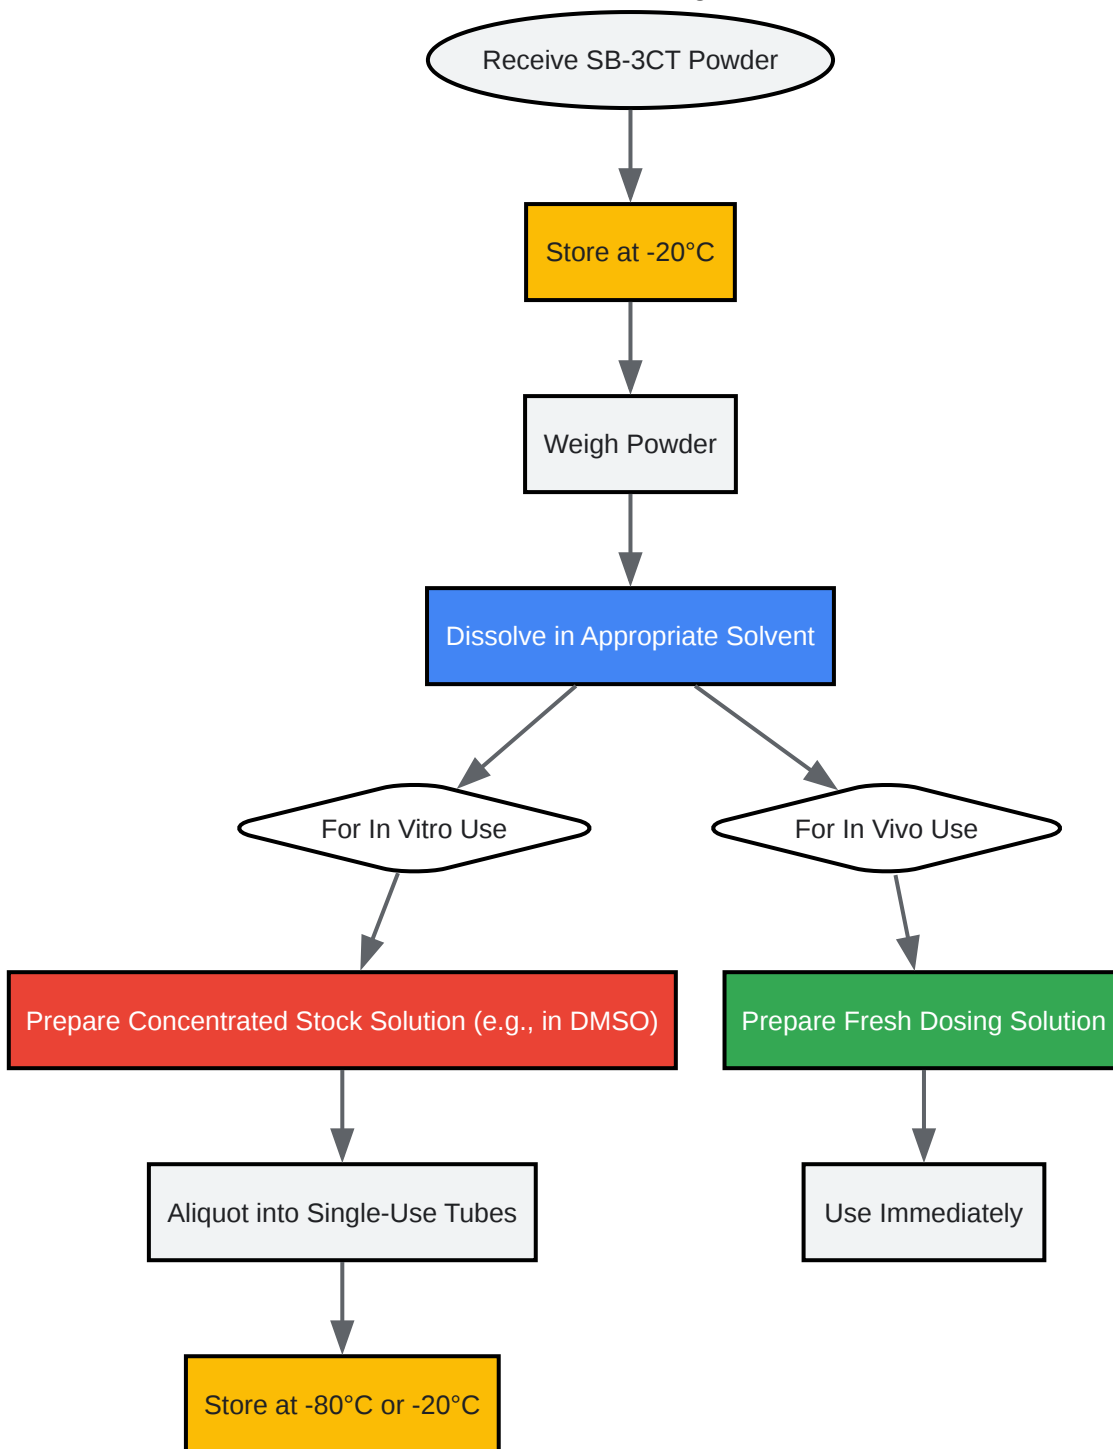 Receive SB-3CT Powder
Store at -20°C
Weigh Powder
Dissolve in Appropriate Solvent
For In Vitro Use
For In Vivo Use
Prepare Concentrated Stock Solution (e.g., in DMSO)
Prepare Fresh Dosing Solution
Aliquot into Single-Use Tubes
Use Immediately
Store at -80°C or -20°C